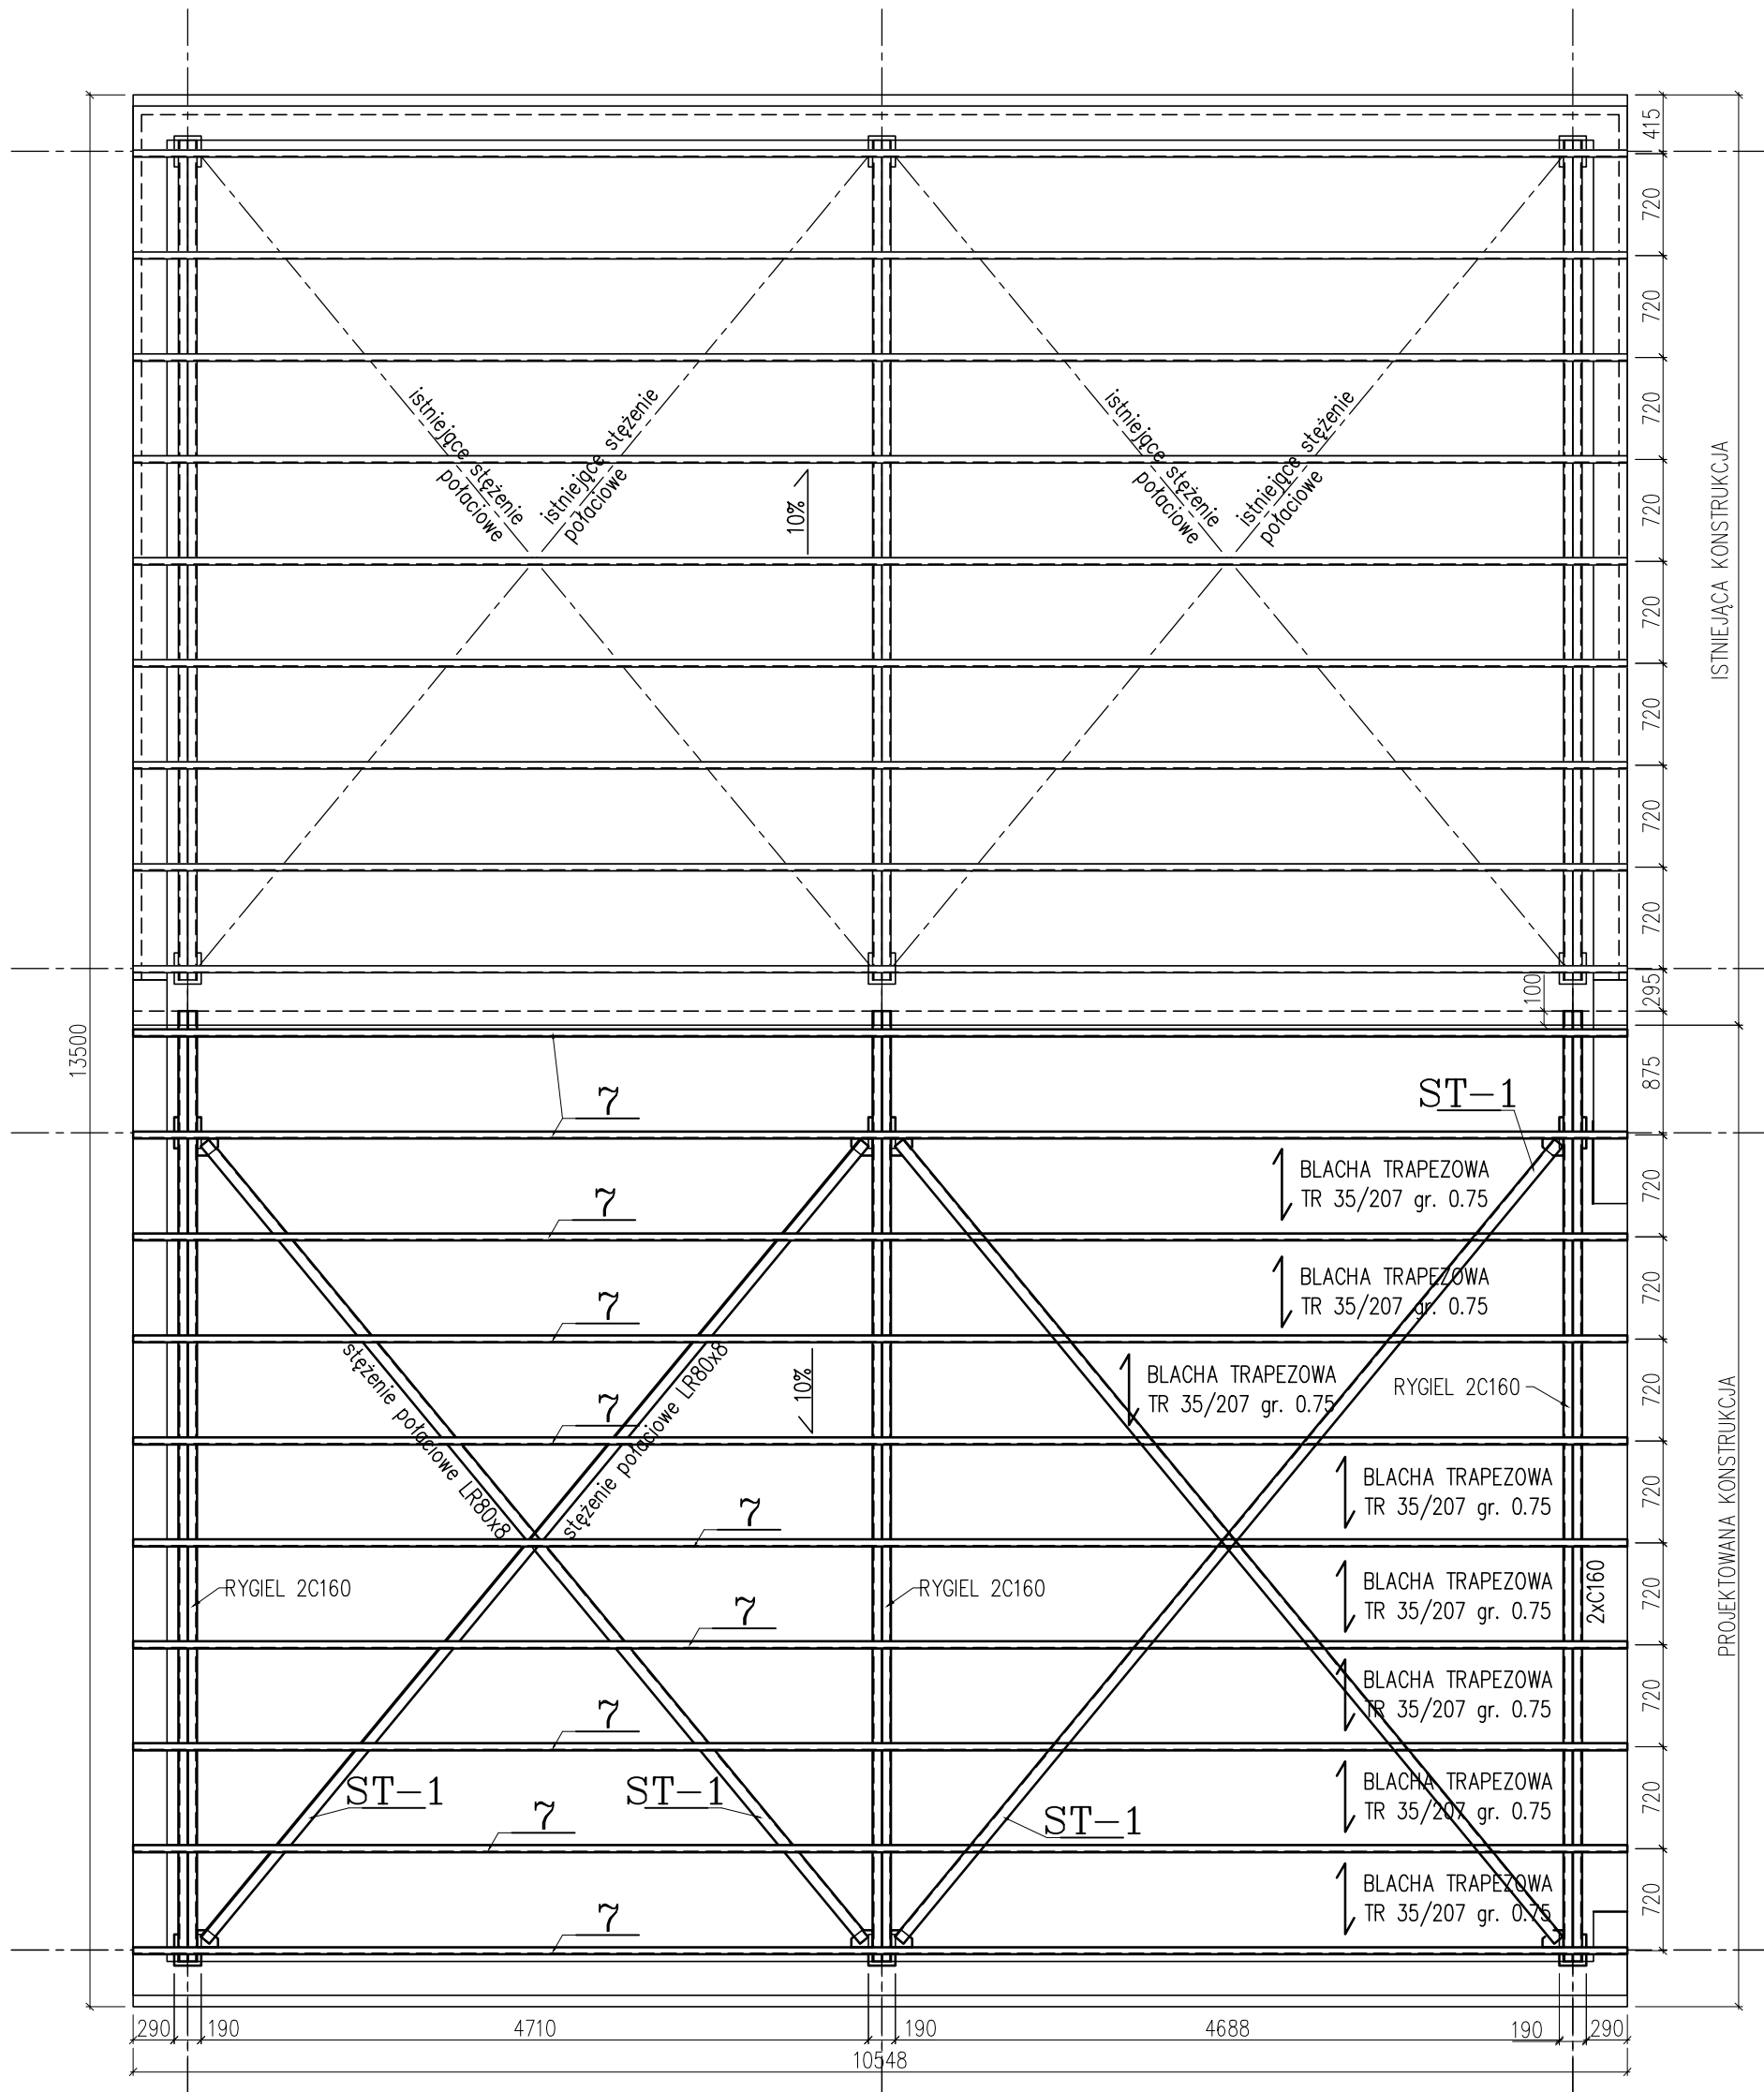 415
720
720
720
720
720
720
720
720
295
100
875
720
720
720
720
720
720
720
720
ISTNIEJĄCA KONSTRUKCJA
PROJEKTOWANA KONSTRUKCJA
13500
istniejące stężenie
połaciowe
istniejące stężenie
połaciowe
istniejące stężenie
połaciowe
istniejące stężenie
połaciowe
10%
7
ST-1
BLACHA TRAPEZOWA
TR 35/207 gr. 0.75
7
BLACHA TRAPEZOWA
TR 35/207 gr. 0.75
7
stężenie połaciowe LR80x8
stężenie połaciowe LR80x8
10%
BLACHA TRAPEZOWA
TR 35/207 gr. 0.75
RYGIEL 2C160
7
BLACHA TRAPEZOWA
TR 35/207 gr. 0.75
7
RYGIEL 2C160
RYGIEL 2C160
BLACHA TRAPEZOWA
TR 35/207 gr. 0.75
2xC160
7
BLACHA TRAPEZOWA
TR 35/207 gr. 0.75
7
ST-1
ST-1
ST-1
BLACHA TRAPEZOWA
TR 35/207 gr. 0.75
7
BLACHA TRAPEZOWA
TR 35/207 gr. 0.75
7
290
190
4710
190
4688
190
290
10548